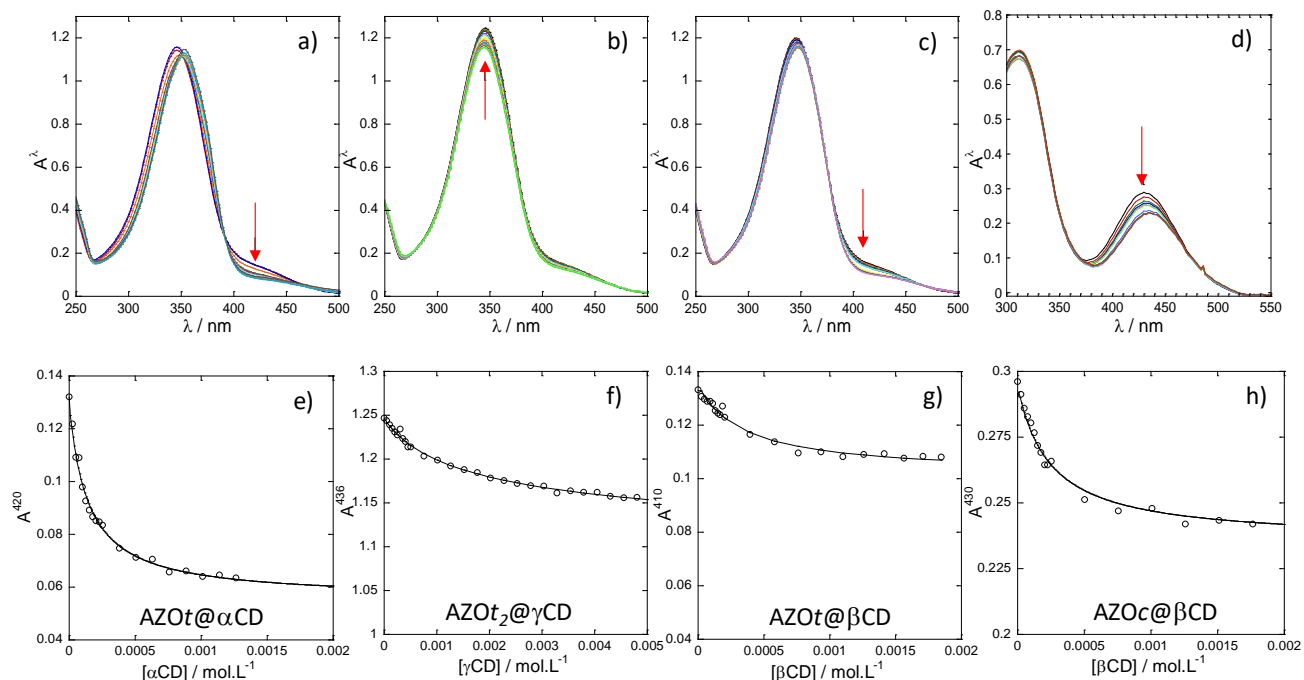 a)
A^λ
1.2
1
0.8
0.6
0.4
0.2
0
250 300 350 400 450 500
λ / nm
b)
A^λ
1.2
1
0.8
0.6
0.4
0.2
0
250 300 350 400 450 500
λ / nm
c)
A^λ
1.2
1
0.8
0.6
0.4
0.2
0
250 300 350 400 450 500
λ / nm
d)
A^λ
0.8
0.7
0.6
0.5
0.4
0.3
0.2
0.1
0
300 350 400 450 500 550
λ / nm
e)
A^420
0.14
0.12
0.1
0.08
0.06
0.04
0 0.0005 0.001 0.0015 0.002
AZOt@αCD
[αCD] / mol.L^-1
f)
A^436
1.3
1.25
1.2
1.15
1.1
1.05
1
0 0.001 0.002 0.003 0.004 0.005
AZOt₂@γCD
[γCD] / mol.L^-1
g)
A^410
0.14
0.12
0.1
0.08
0.06
0.04
0 0.0005 0.001 0.0015 0.002
AZOt@βCD
[βCD] / mol.L^-1
h)
A^430
0.3
0.275
0.25
0.225
0.2
0 0.0005 0.001 0.0015 0.002
AZOc@βCD
[βCD] / mol.L^-1